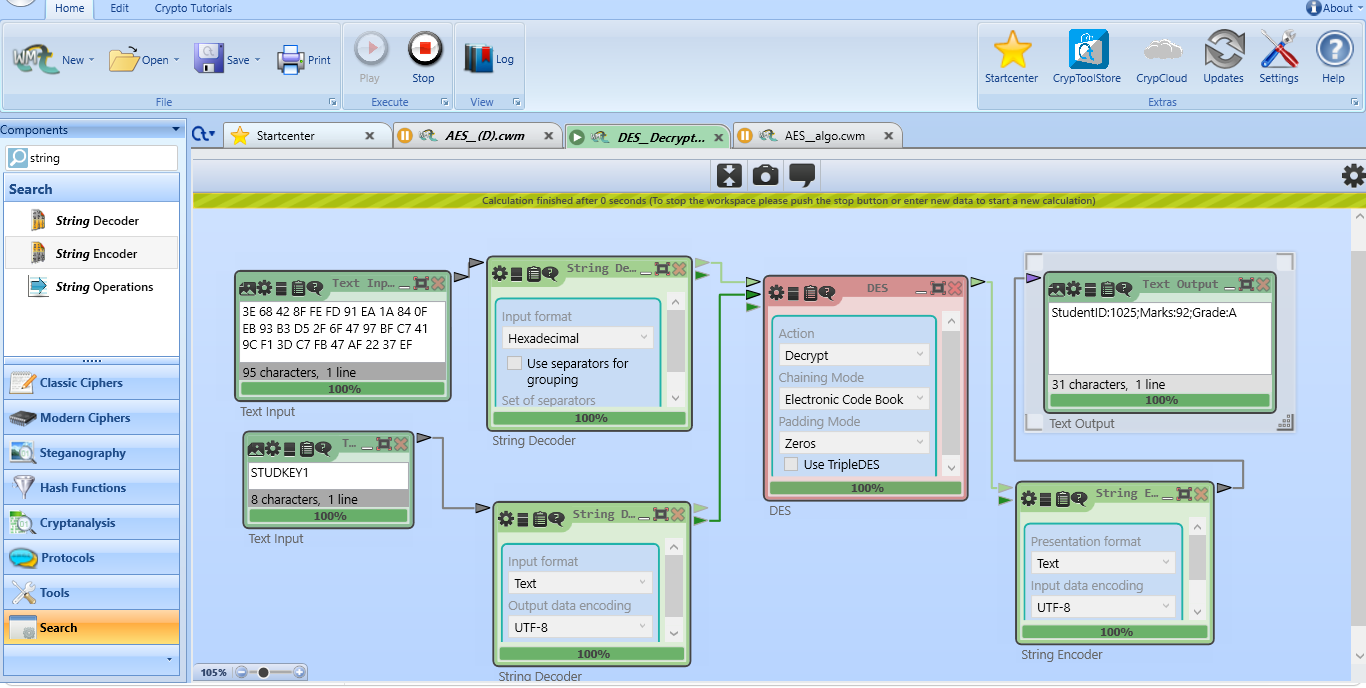 Home Edit Crypto Tutorials About
New Open Save Print Play Stop Log Startcenter CrypToolStore CrypCloud Updates Settings Help
File Execute View Extras
Components
string
Search
String Decoder
String Encoder
String Operations
Classic Ciphers
Modern Ciphers
Steganography
Hash Functions
Cryptanalysis
Protocols
Tools
Search
Startcenter AES__(D).cwm DES__Decrypt... AES__algo.cwm
Calculation finished after 0 seconds (To stop the workspace please push the stop button or enter new data to start a new calculation)
Text Inp...
3E 68 42 8F FE FD 91 EA 1A 84 0F
EB 93 B3 D5 2F 6F 47 97 BF C7 41
9C F1 3D C7 FB 47 AF 22 37 EF
95 characters, 1 line
100%
Text Input
T...
STUDKEY1
8 characters, 1 line
100%
Text Input
String De...
Input format
Hexadecimal
Use separators for
grouping
Set of separators
100%
String Decoder
String D...
Input format
Text
Output data encoding
UTF-8
100%
String Decoder
DES
Action
Decrypt
Chaining Mode
Electronic Code Book
Padding Mode
Zeros
Use TripleDES
100%
DES
Text Output
StudentID:1025;Marks:92;Grade:A
31 characters, 1 line
100%
Text Output
String E...
Presentation format
Text
Input data encoding
UTF-8
100%
String Encoder
105%